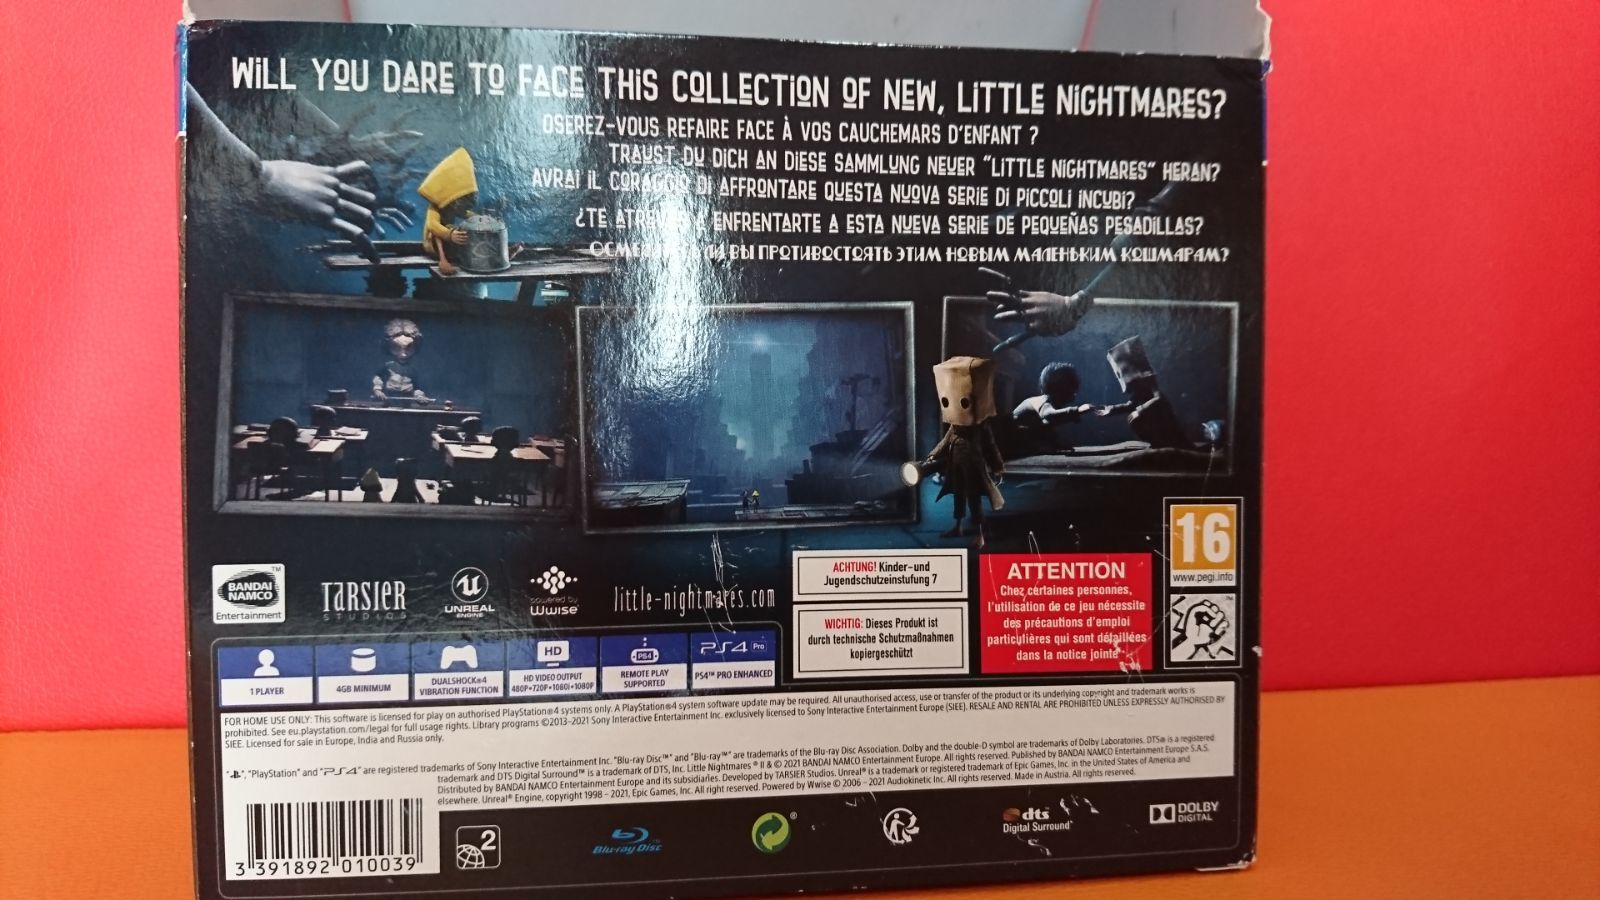 WiLL YOU DARE TO FACE THiS COLLECTiON OF NEW, LiTTLE NiGHTMARES?
OSEREZ-VOUS REFAIRE FACE À VOS CAUCHEMARS D'ENFANT ?
TRAUST DU DiCH AN DiESE SAMMLUNG NEUER "LiTTLE NiGHTMARES" HERAN?
AVRAi iL CORAGGiO Di AFFRONTARE QUESTA NUOVA SERiE Di PiCCOLi iNCUBi?
¿TE ATREVES A ENFRENTARTE A ESTA NUEVA SERiE DE PEQUEÑAS PESADiLLAS?
ЛИ ВЫ ПРОТИВОСТОЯТЬ ЭТИМ НОВЫМ МАЛЕНЬКИМ КОШМАРАМ?
16
www.pegi.info
BANDAI NAMCO
Entertainment
TARSiER
STUDIOS
UNREAL
ENGINE
powered by
Wwise
little-nightmares.com
ACHTUNG! Kinder-und
Jugendschutzeinstufung 7
WICHTIG: Dieses Produkt ist
durch technische Schutzmaßnahmen
kopiergeschützt
ATTENTION
Chez certaines personnes,
l'utilisation de ce jeu nécessite
des précautions d'emploi
particulières qui sont détaillées
dans la notice jointe
1 PLAYER
4GB MINIMUM
DUALSHOCK®4
VIBRATION FUNCTION
HD
HD VIDEO OUTPUT
480P•720P•1080i•1080P
PS4
REMOTE PLAY
SUPPORTED
PS4 Pro
PS4™ PRO ENHANCED
FOR HOME USE ONLY: This software is licensed for play on authorised PlayStation®4 systems only. A PlayStation®4 system software update may be required. All unauthorised access, use or transfer of the product or its underlying copyright and trademark works is
prohibited. See eu.playstation.com/legal for full usage rights. Library programs ©2013-2021 Sony Interactive Entertainment Inc. exclusively licensed to Sony Interactive Entertainment Europe (SIEE). RESALE AND RENTAL ARE PROHIBITED UNLESS EXPRESSLY AUTHORISED BY
SIEE. Licensed for sale in Europe, India and Russia only.
"PlayStation" and "PS4" are registered trademarks of Sony Interactive Entertainment Inc. "Blu-ray Disc™" and "Blu-ray™" are trademarks of the Blu-ray Disc Association. Dolby and the double-D symbol are trademarks of Dolby Laboratories. DTS® is a registered
trademark and DTS Digital Surround™ is a trademark of DTS, Inc. Little Nightmares ® II & © 2021 BANDAI NAMCO Entertainment Europe. All rights reserved. Published by BANDAI NAMCO Entertainment Europe S.A.S.
Distributed by BANDAI NAMCO Entertainment Europe and its subsidiaries. Developed by TARSIER Studios. Unreal® is a trademark or registered trademark of Epic Games, Inc. in the United States of America and
elsewhere. Unreal® Engine, copyright 1998 - 2021, Epic Games, Inc. All rights reserved. Powered by Wwise © 2006 - 2021 Audiokinetic Inc. All rights reserved. Made in Austria. All rights reserved.
3 391892 010039
2
Blu-ray Disc
dts
Digital Surround
DOLBY
DIGITAL